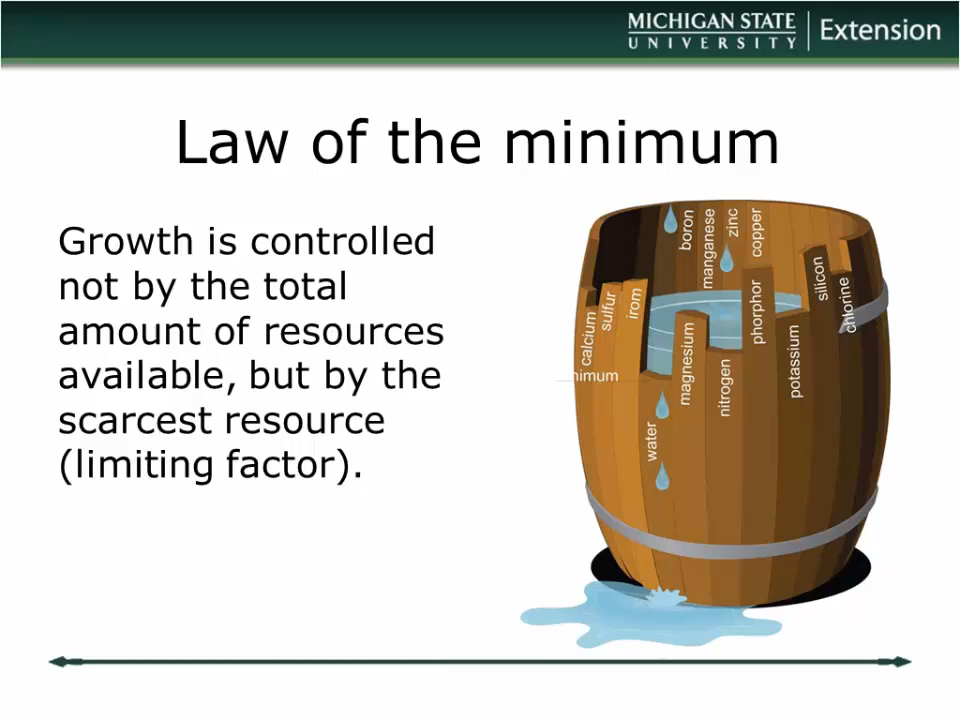 MICHIGAN STATE
UNIVERSITY
Extension
Law of the minimum
Growth is controlled
not by the total
amount of resources
available, but by the
scarcest resource
(limiting factor).
boron
manganese
zinc
copper
calcium
sulfur
irom
magnesium
nitrogen
phorphor
potassium
silicon
chlorine
nimum
water